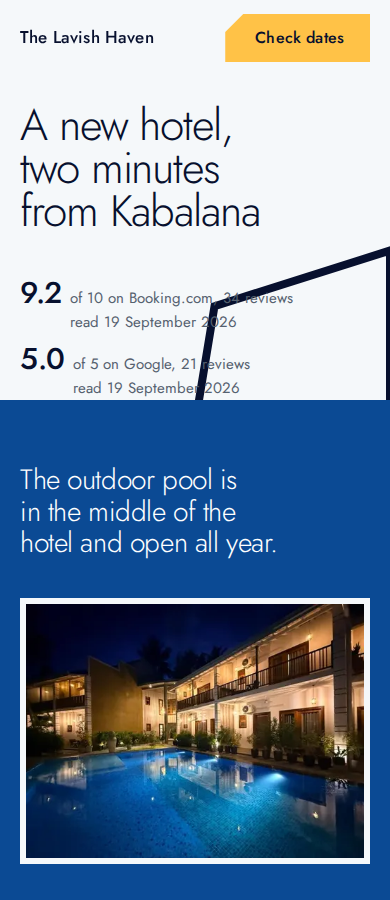 The Lavish Haven
Check dates
A new hotel,
two minutes
from Kabalana
9.2 of 10 on Booking.com, 34 reviews
read 19 September 2026
5.0 of 5 on Google, 21 reviews
read 19 September 2026
The outdoor pool is
in the middle of the
hotel and open all year.